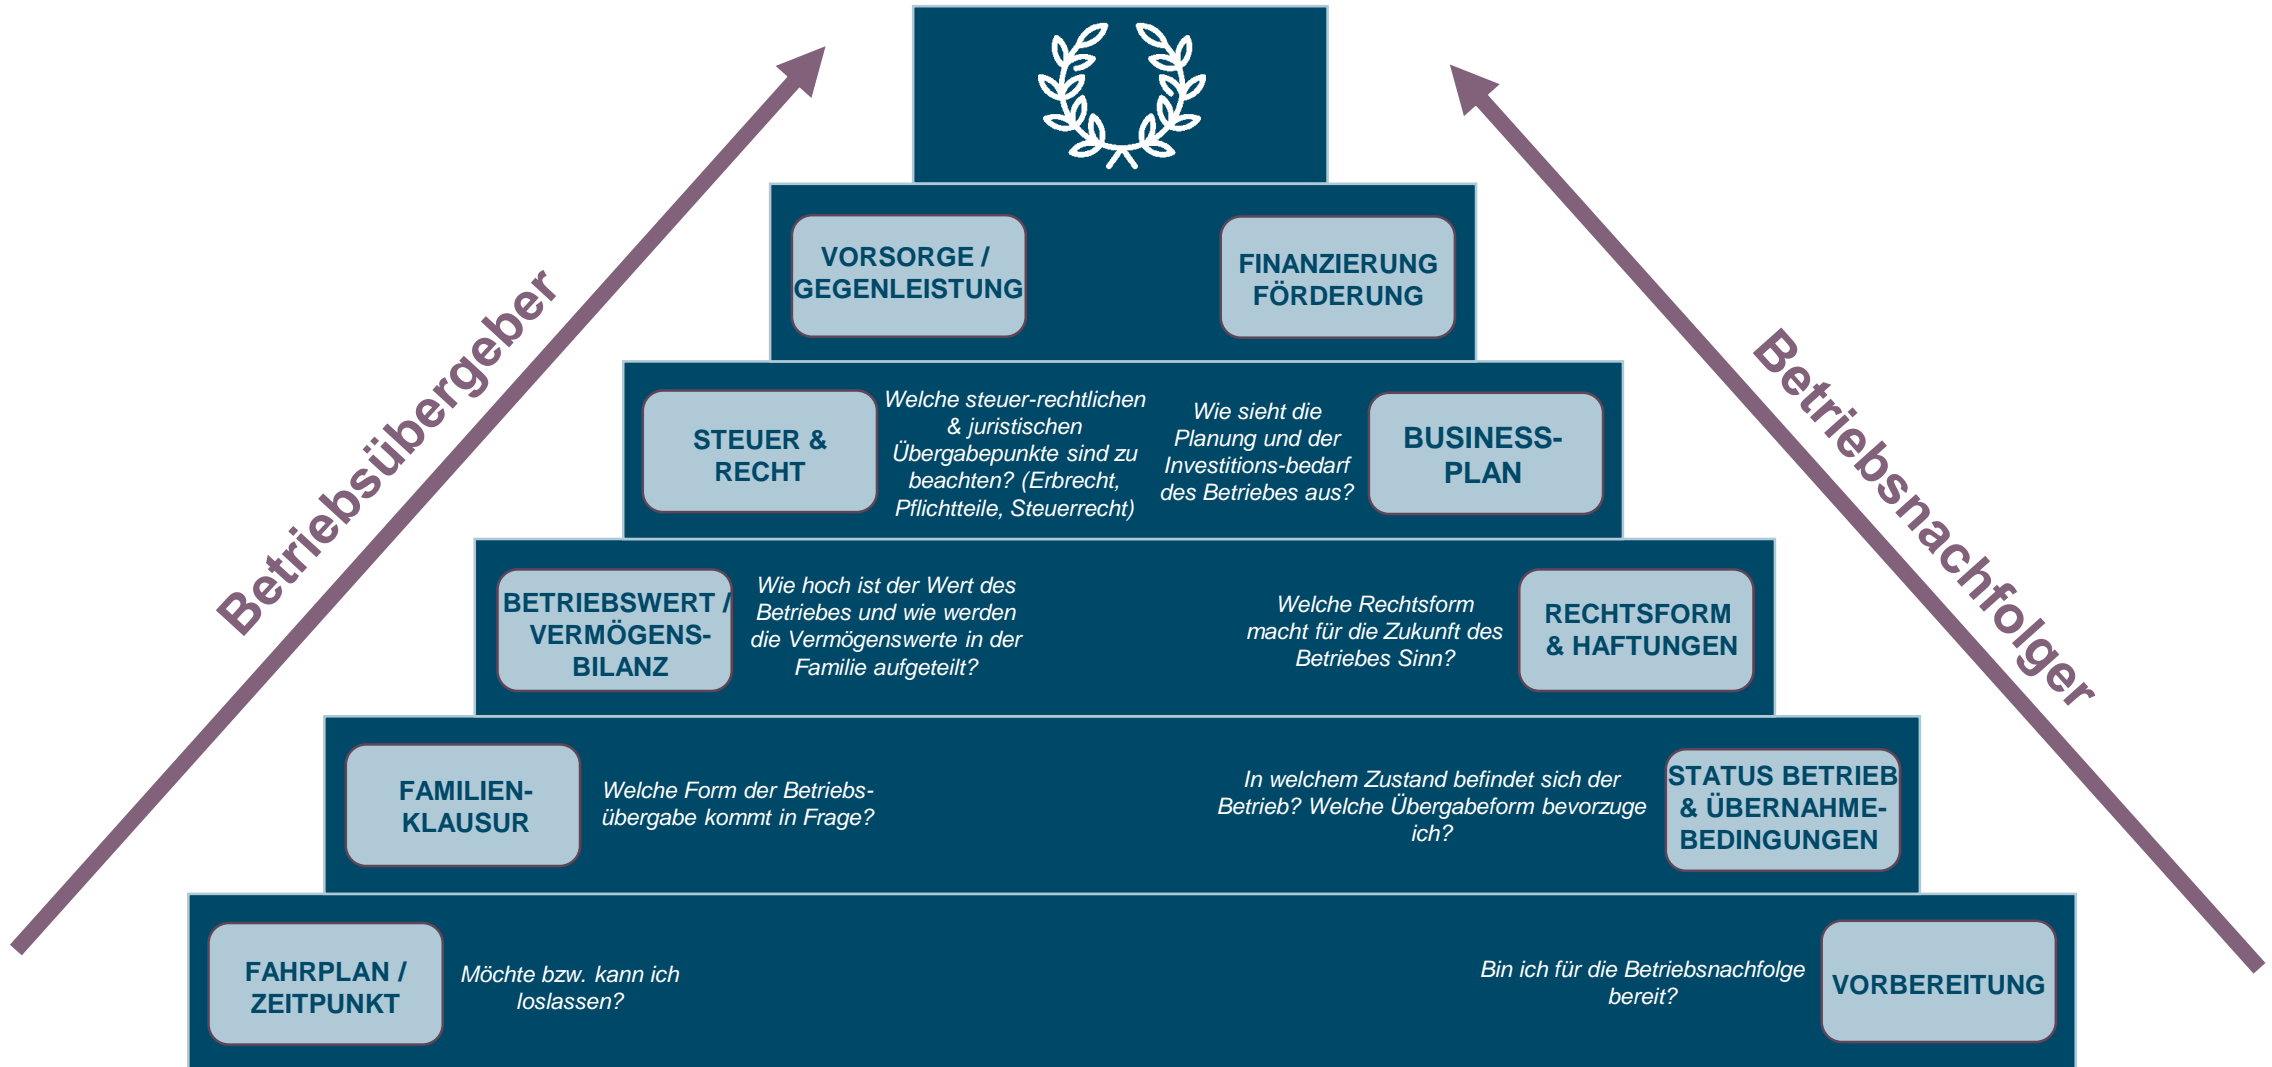 VORSORGE /
GEGENLEISTUNG
FINANZIERUNG
FÖRDERUNG
Betriebsübergeber
Betriebsnachfolger
STEUER &
RECHT
Welche steuer-rechtlichen
& juristischen
Übergabepunkte sind zu
beachten? (Erbrecht,
Pflichtteile, Steuerrecht)
Wie sieht die
Planung und der
Investitions-bedarf
des Betriebes aus?
BUSINESS-
PLAN
BETRIEBSWERT /
VERMÖGENS-
BILANZ
Wie hoch ist der Wert des
Betriebes und wie werden
die Vermögenswerte in der
Familie aufgeteilt?
Welche Rechtsform
macht für die Zukunft des
Betriebes Sinn?
RECHTSFORM
& HAFTUNGEN
FAMILIEN-
KLAUSUR
Welche Form der Betriebs-
übergabe kommt in Frage?
In welchem Zustand befindet sich der
Betrieb? Welche Übergabeform bevorzuge
ich?
STATUS BETRIEB
& ÜBERNAHME-
BEDINGUNGEN
FAHRPLAN /
ZEITPUNKT
Möchte bzw. kann ich
loslassen?
Bin ich für die Betriebsnachfolge
bereit?
VORBEREITUNG